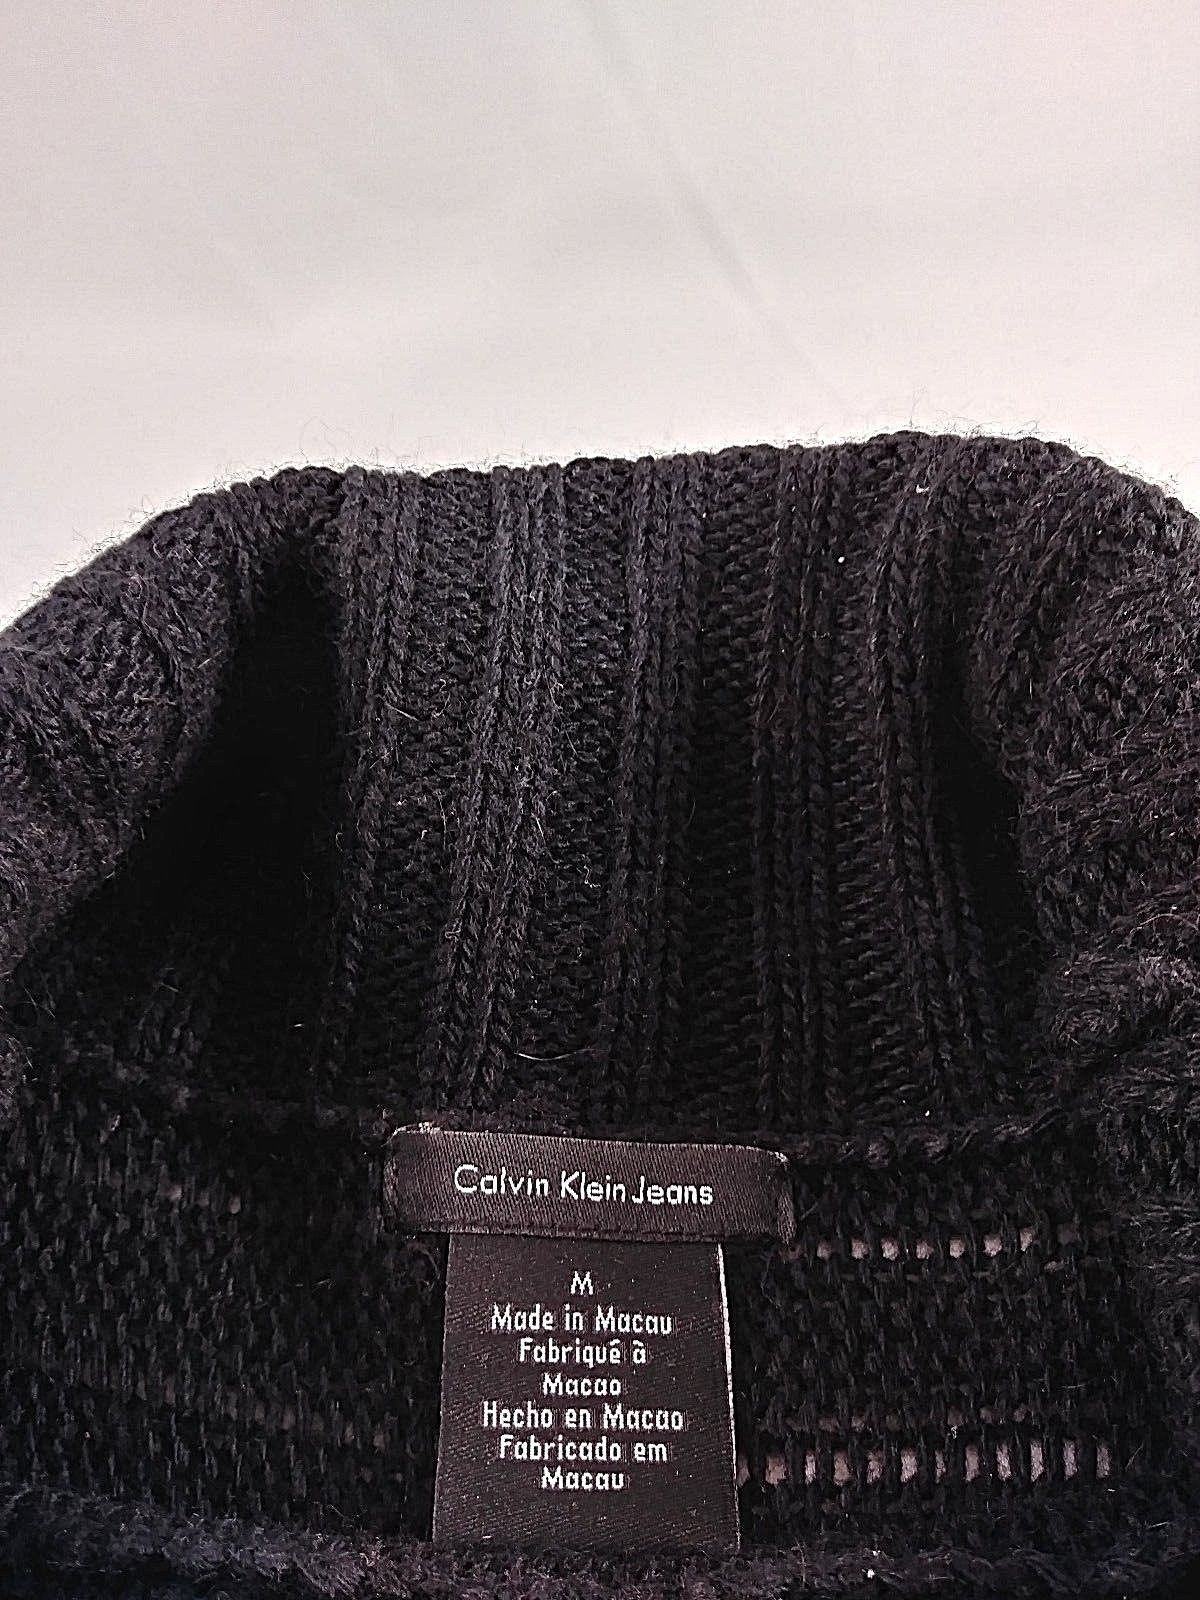 Calvin Klein Jeans
M
Made in Macau
Fabriqué à
Macao
Hecho en Macao
Fabricado em
Macau